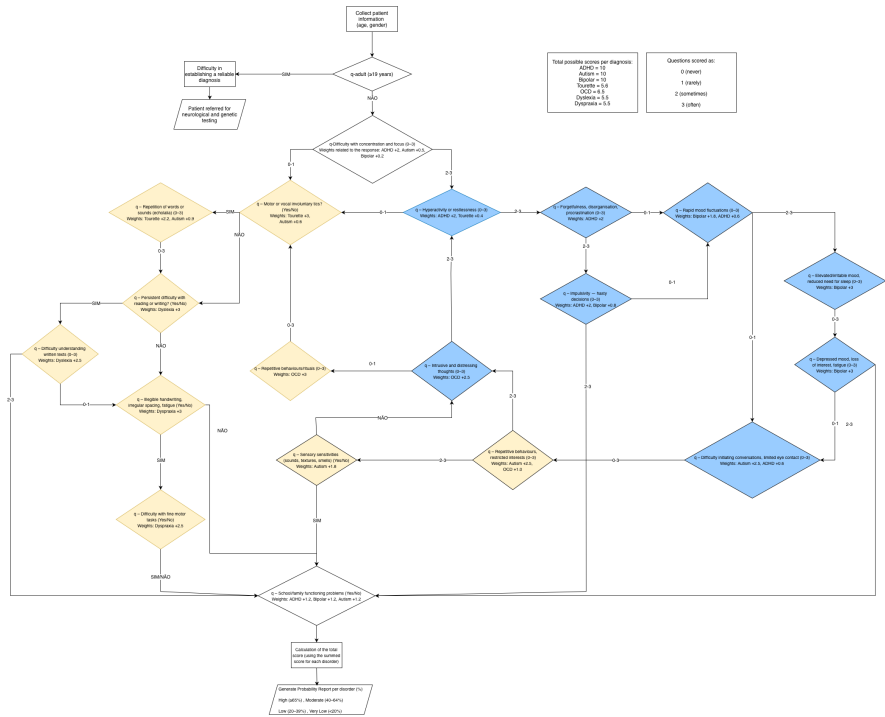 Collect patient
information
(age, gender)
q-adult (≥19 years)
SIM
Difficulty in
establishing a reliable
diagnosis
Patient referred for
neurological and genetic
testing
NÃO
Total possible scores per diagnosis:
ADHD = 10
Autism = 10
Bipolar = 10
Tourette = 5.6
OCD = 6.5
Dyslexia = 5.5
Dyspraxia = 5.5
Questions scored as:
0 (never)
1 (rarely)
2 (sometimes)
3 (often)
q-Difficulty with concentration and focus (0–3)
Weights related to the response: ADHD +2, Autism +0.5,
Bipolar +0.2
0-1
2-3
q – Repetition of words or
sounds (echolalia) (0–3)
Weights: Tourette +2.2, Autism +0.9
SIM
q – Motor or vocal involuntary tics?
(Yes/No)
Weights: Tourette +3,
Autism +0.6
0-1
q – Hyperactivity or restlessness (0–3)
Weights: ADHD +2, Tourette +0.4
2-3
q – Forgetfulness, disorganisation,
procrastination (0–3)
Weights: ADHD +2
0-1
q – Rapid mood fluctuations (0–3)
Weights: Bipolar +1.8, ADHD +0.6
2-3
NÃO
0-3
2-3
2-3
q – Elevated/irritable mood,
reduced need for sleep (0–3)
Weights: Bipolar +3
q – Persistent difficulty with
reading or writing? (Yes/No)
Weights: Dyslexia +3
SIM
q – Impulsivity — hasty
decisions (0–3)
Weights: ADHD +2, Bipolar +0.8
0-1
0-3
0-1
0-3
NÃO
q – Difficulty understanding
written texts (0–3)
Weights: Dyslexia +2.5
q – Repetitive behaviours/rituals (0–3)
Weights: OCD +3
0-1
q – Intrusive and distressing
thoughts (0–3)
Weights: OCD +2.5
q – Depressed mood, loss
of interest, fatigue (0–3)
Weights: Bipolar +3
2-3
0-1
q – Illegible handwriting,
irregular spacing, fatigue (Yes/No)
Weights: Dyspraxia +3
2-3
2-3
NÃO
NÃO
0-1
2-3
q – Sensory sensitivities
(sounds, textures, smells) (Yes/No)
Weights: Autism +1.8
2-3
q – Repetitive behaviours,
restricted interests (0–3)
Weights: Autism +2.5,
OCD +1.0
0-3
q – Difficulty initiating conversations, limited eye contact (0–3)
Weights: Autism +2.5, ADHD +0.6
SIM
q – Difficulty with fine motor
tasks (Yes/No)
Weights: Dyspraxia +2.5
SIM
SIM/NÃO
q – School/family functioning problems (Yes/No)
Weights: ADHD +1.2, Bipolar +1.2, Autism +1.2
Calculation of the total
score (using the summed
score for each disorder)
Generate Probability Report per disorder (%)
High (≥65%) , Moderate (40–64%)
Low (20–39%) , Very Low (<20%)